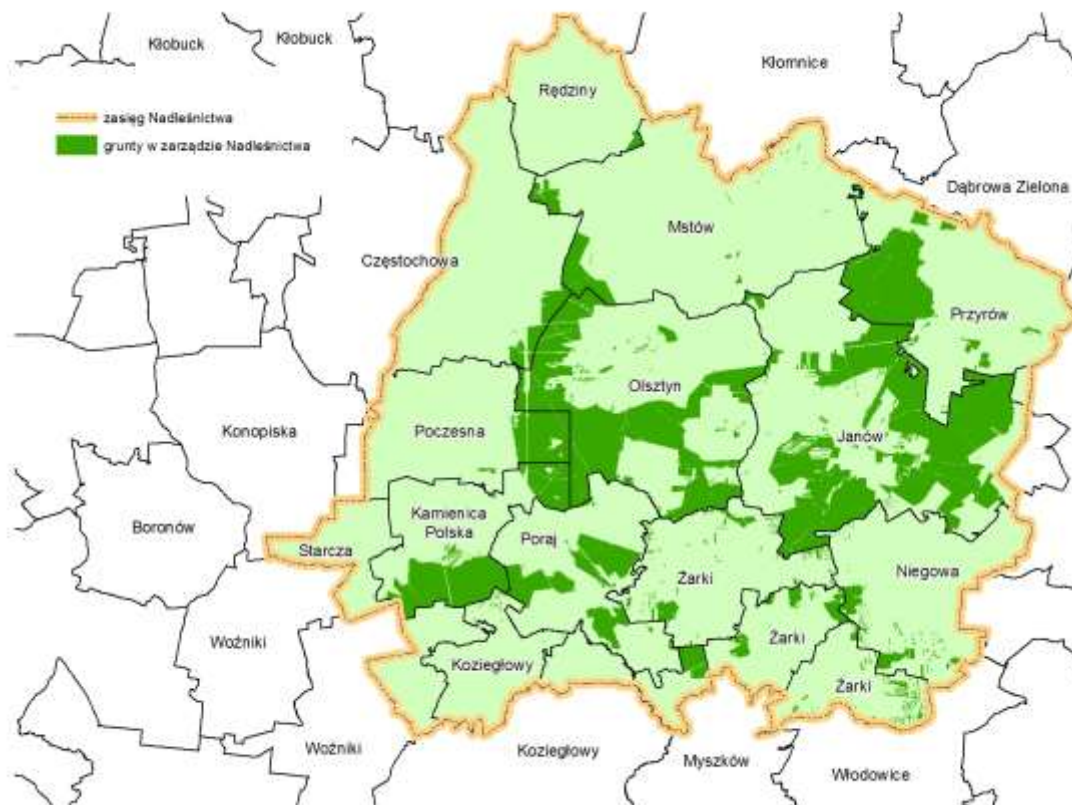 Kłobuck
Kłobuck
Kłomnice
Rędziny
zasięg Nadleśnictwa
grunty w zarządzie Nadleśnictwa
Dąbrowa Zielona
Mstów
Częstochowa
Przyrów
Olsztyn
Poczesna
Konopiska
Janów
Kamienica
Polska
Boronów
Starcza
Poraj
Niegowa
Żarki
Woźniki
Żarki
Koziegłowy
Żarki
Woźniki
Koziegłowy
Myszków
Włodowice